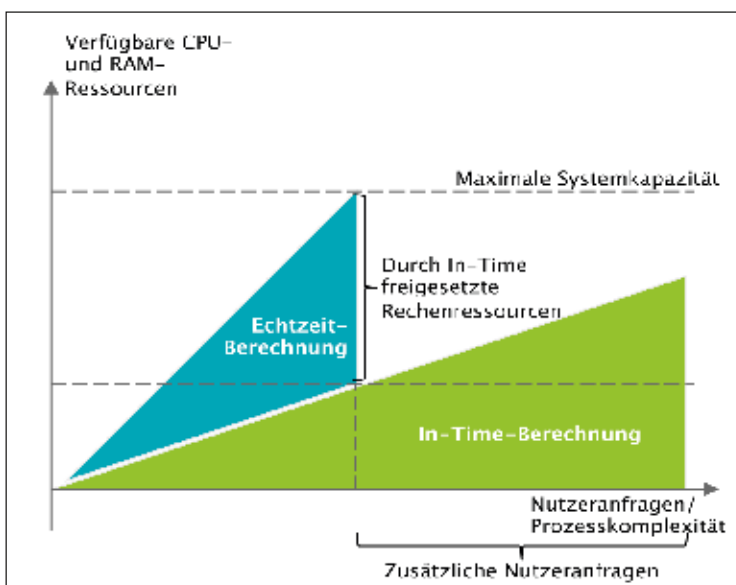 Verfügbare CPU-
und RAM-
Ressourcen
Maximale Systemkapazität
Durch In-Time
freigesetzte
Rechenressourcen
Echtzeit-
Berechnung
In-Time-Berechnung
Nutzeranfragen/
Prozesskomplexität
Zusätzliche Nutzeranfragen